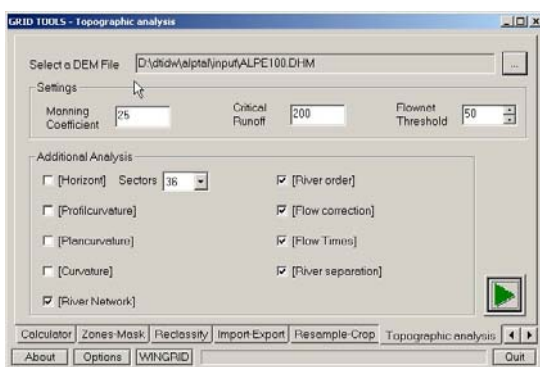 GRID TOOLS - Topographic analysis
Select a DEM File D:\dtidw\alptal\input\ALPE100.DHM ...
Settings
Manning Coefficient 25 Critical Runoff 200 Flownet Threshold 50
Additional Analysis
[Horizont] Sectors 36 [River order]
[Profilcurvature] [Flow correction]
[Plancurvature] [Flow Times]
[Curvature] [River separation]
[River Network]
Calculator Zones-Mask Reclassify Import-Export Resample-Crop Topographic analysis
About Options WINGRID Quit